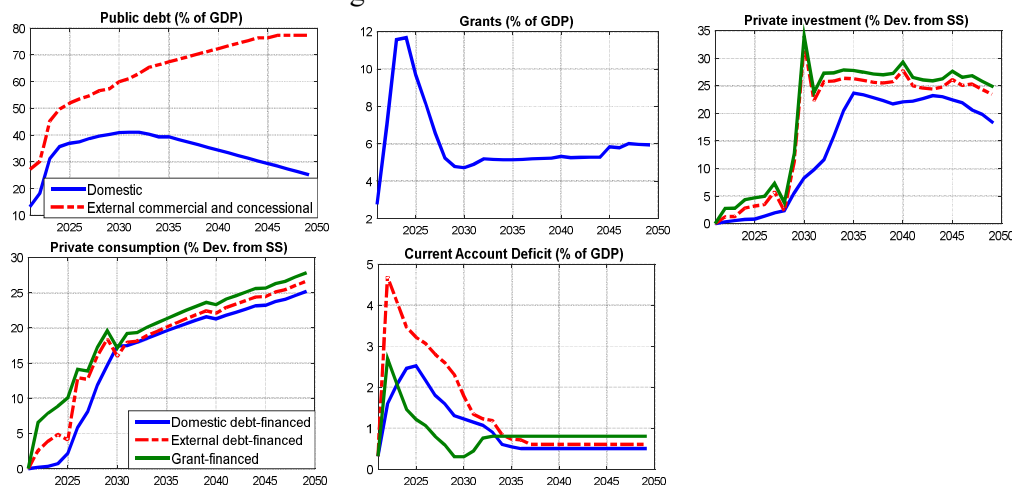 Public debt (% of GDP)
80
70
60
50
40
30
20
10
2025 2030 2035 2040 2045 2050
Domestic
External commercial and concessional
Grants (% of GDP)
12
10
8
6
4
2
2025 2030 2035 2040 2045 2050
Private investment (% Dev. from SS)
35
30
25
20
15
10
5
0
2025 2030 2035 2040 2045 2050
Private consumption (% Dev. from SS)
30
25
20
15
10
5
0
2025 2030 2035 2040 2045 2050
Domestic debt-financed
External debt-financed
Grant-financed
Current Account Deficit (% of GDP)
5
4
3
2
1
0
2025 2030 2035 2040 2045 2050